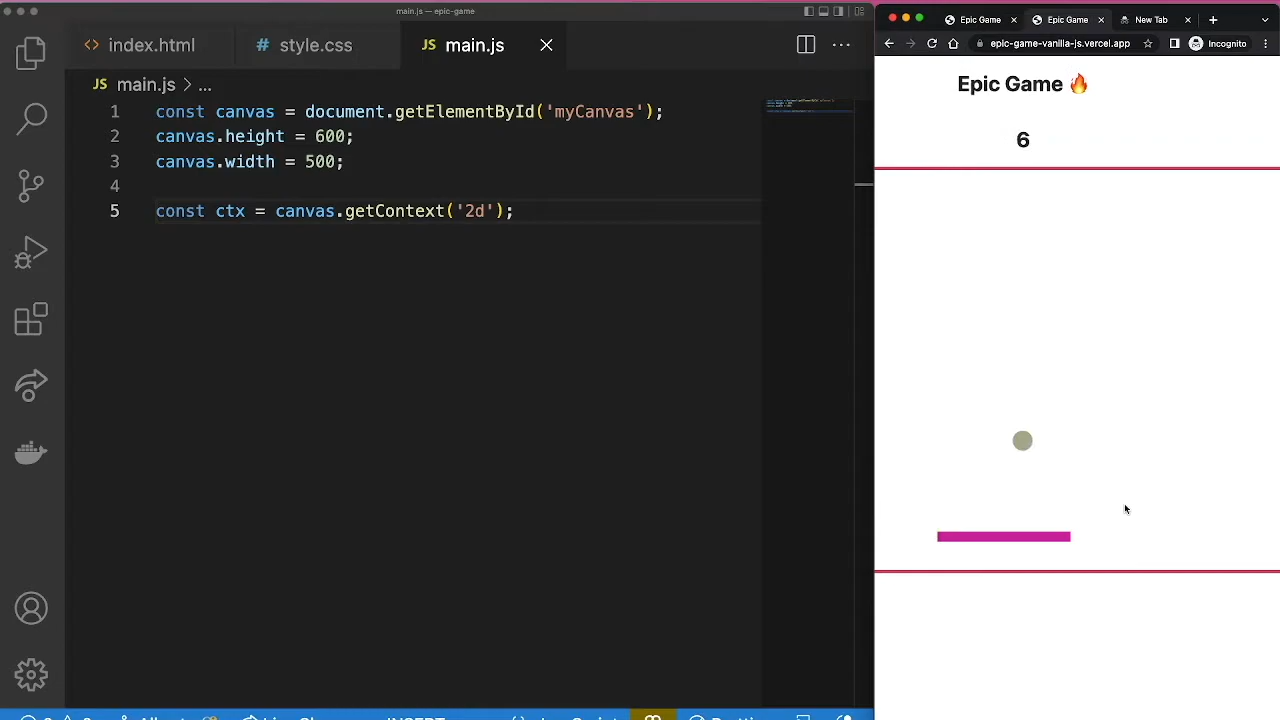 main.js — epic-game
index.html
style.css
main.js
JS main.js > ...
1 const canvas = document.getElementById('myCanvas');
2 canvas.height = 600;
3 canvas.width = 500;
4
5 const ctx = canvas.getContext('2d');
Epic Game
Epic Game
New Tab
epic-game-vanilla-js.vercel.app
Incognito
Epic Game 🔥
6